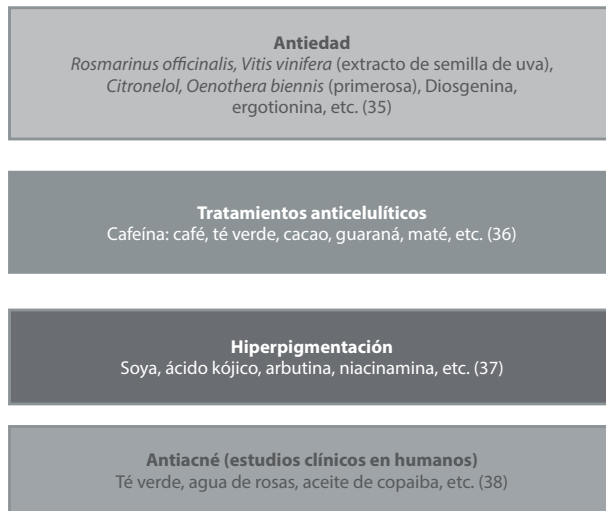 Antiedad
Rosmarinus officinalis, Vitis vinifera (extracto de semilla de uva),
Citronelol, Oenothera biennis (primerosa), Diosgenina,
ergotionina, etc. (35)
Tratamientos anticelulíticos
Cafeína: café, té verde, cacao, guaraná, maté, etc. (36)
Hiperpigmentación
Soya, ácido kójico, arbutina, niacinamina, etc. (37)
Antiacné (estudios clínicos en humanos)
Té verde, agua de rosas, aceite de copaiba, etc. (38)